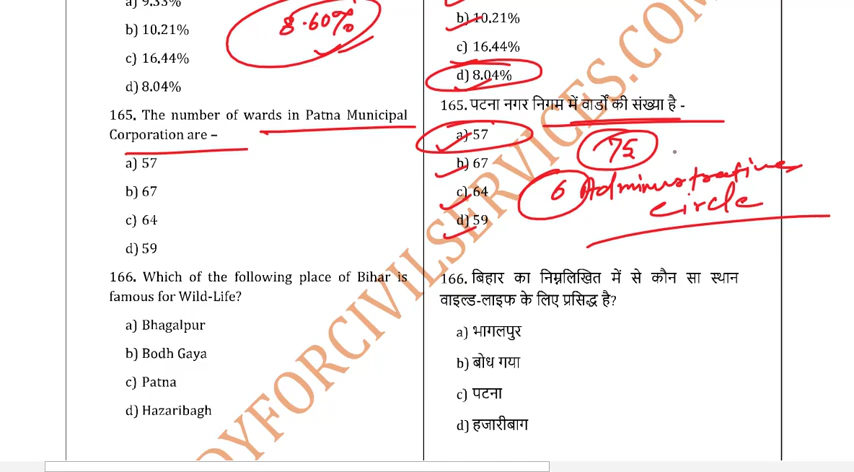 a) 9.33%
b) 10.21%
c) 16.44%
d) 8.04%
8.60%
165. The number of wards in Patna Municipal
Corporation are –
a) 57
b) 67
c) 64
d) 59
166. Which of the following place of Bihar is
famous for Wild-Life?
a) Bhagalpur
b) Bodh Gaya
c) Patna
d) Hazaribagh
b) 10.21%
c) 16.44%
d) 8.04%
165. पटना नगर निगम में वार्डों की संख्या है -
a) 57
b) 67
c) 64
d) 59
75
6 Administrative
circle
166. बिहार का निम्नलिखित में से कौन सा स्थान
वाइल्ड-लाइफ के लिए प्रसिद्ध है?
a) भागलपुर
b) बोध गया
c) पटना
d) हजारीबाग
DYFORCIVILSERVICES.COM